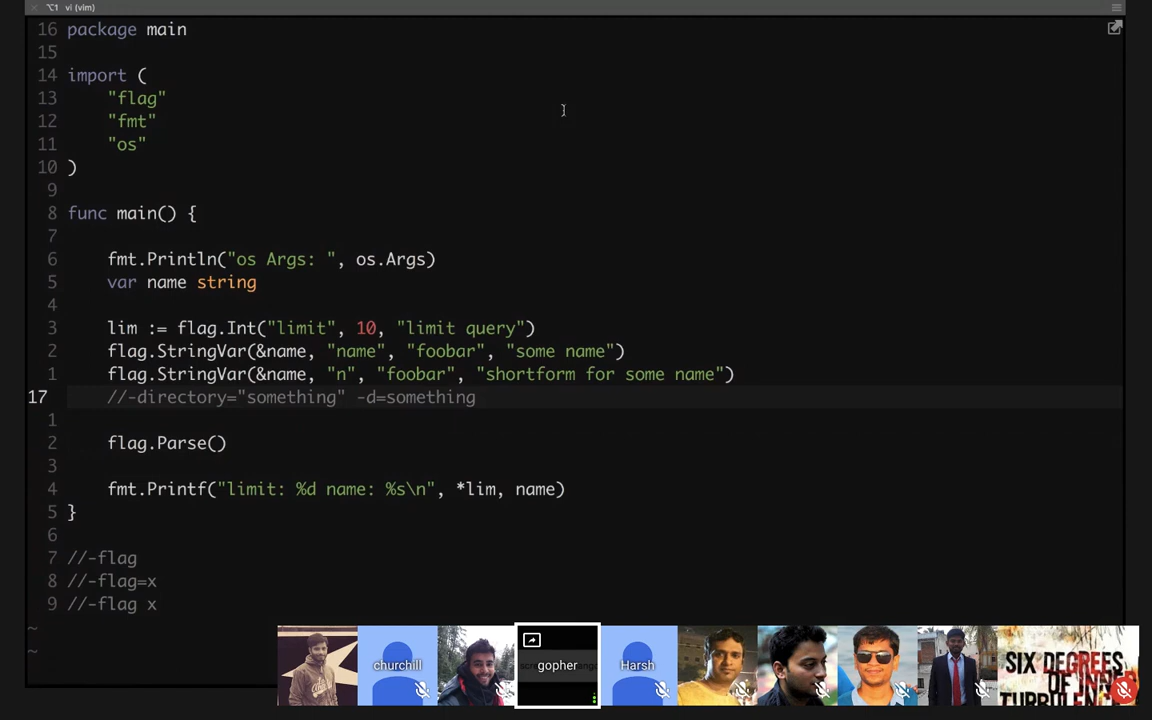 ⌥1 vi (vim)
16 package main
15
14 import (
13 "flag"
12 "fmt"
11 "os"
10 )
9
8 func main() {
7
6 fmt.Println("os Args: ", os.Args)
5 var name string
4
3 lim := flag.Int("limit", 10, "limit query")
2 flag.StringVar(&name, "name", "foobar", "some name")
1 flag.StringVar(&name, "n", "foobar", "shortform for some name")
17 //-directory="something" -d=something
1
2 flag.Parse()
3
4 fmt.Printf("limit: %d name: %s\n", *lim, name)
5 }
6
7 //-flag
8 //-flag=x
9 //-flag x
~
~
churchill
gopher
Harsh
SIX DEGREES
OF INNER
TURBULENCE